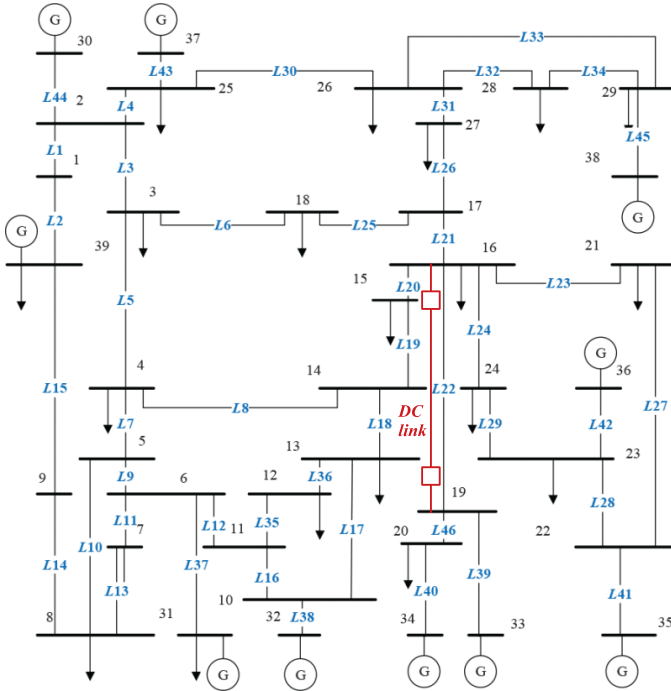 G
G
30
37
L33
L43
L30
L32
L34
25
26
28
29
L44
2
L4
L31
27
L45
L1
L3
L26
38
1
3
18
17
G
L2
L6
L25
G
39
L21
16
21
15
L20
L23
L5
L24
L19
4
14
24
G
36
L15
L8
L22
L27
L7
L18
DC
link
L29
L42
5
13
23
9
L9
6
12
L36
19
L28
L11
L12
L35
L17
L46
22
7
11
20
L14
L10
L37
L16
L39
L13
L40
L41
8
31
10
32
L38
34
33
35
G
G
G
G
G